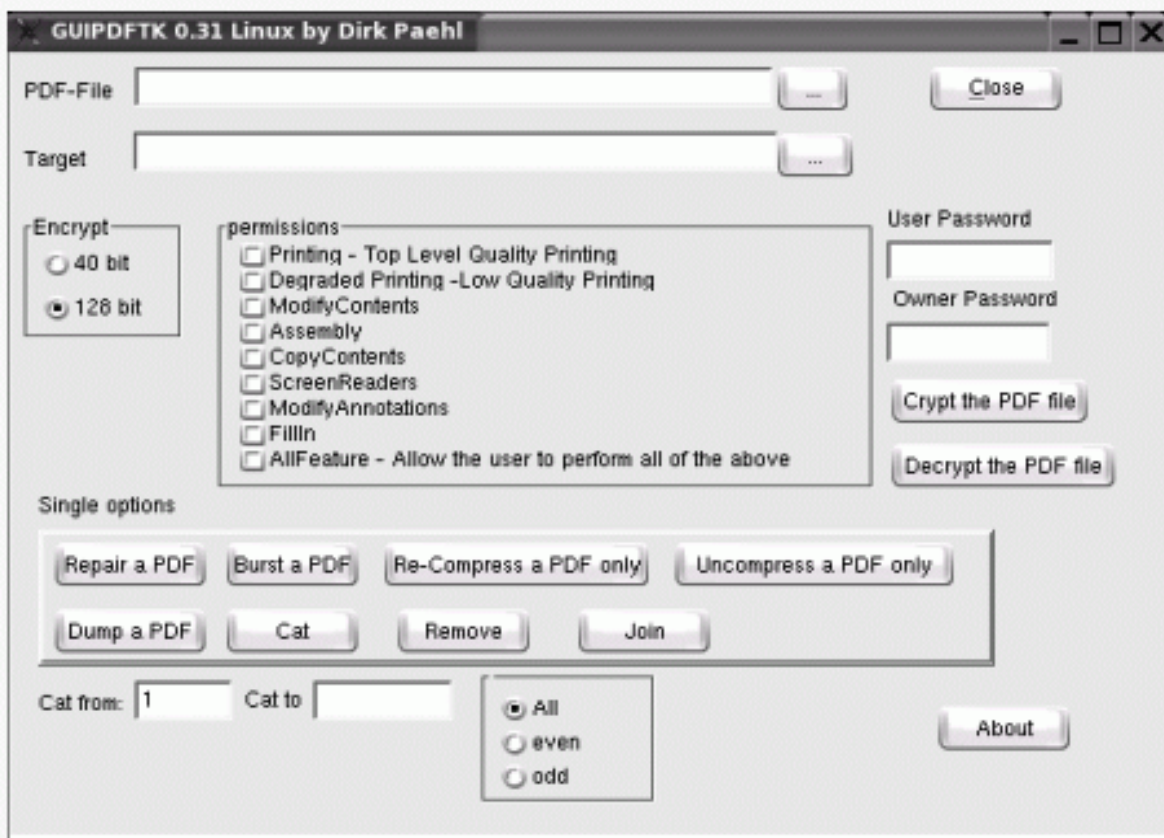 GUIPDFTK 0.31 Linux by Dirk Paehl
PDF-File
...
Close
Target
...
Encrypt
40 bit
128 bit
permissions
Printing - Top Level Quality Printing
Degraded Printing -Low Quality Printing
ModifyContents
Assembly
CopyContents
ScreenReaders
ModifyAnnotations
FillIn
AllFeature - Allow the user to perform all of the above
User Password
Owner Password
Crypt the PDF file
Decrypt the PDF file
Single options
Repair a PDF
Burst a PDF
Re-Compress a PDF only
Uncompress a PDF only
Dump a PDF
Cat
Remove
Join
Cat from: 1
Cat to
All
even
odd
About